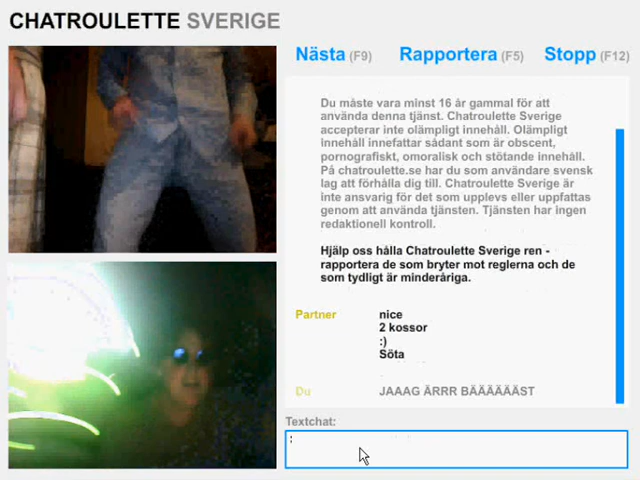 CHATROULETTE SVERIGE
Nästa (F9) Rapportera (F5) Stopp (F12)
Du måste vara minst 16 år gammal för att
använda denna tjänst. Chatroulette Sverige
accepterar inte olämpligt innehåll. Olämpligt
innehåll innefattar sådant som är obscent,
pornografiskt, omoralisk och stötande innehåll.
På chatroulette.se har du som användare svensk
lag att förhålla dig till. Chatroulette Sverige är
inte ansvarig för det som upplevs eller uppfattas
genom att använda tjänsten. Tjänsten har ingen
redaktionell kontroll.
Hjälp oss hålla Chatroulette Sverige ren -
rapportera de som bryter mot reglerna och de
som tydligt är minderåriga.
Partner nice
2 kossor
:)
Söta
Du JAAAG ÄRRR BÄÄÄÄÄÄST
Textchat:
: